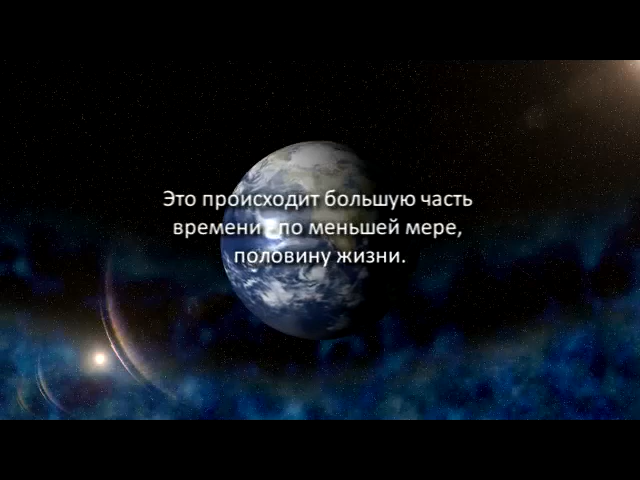 Это происходит большую часть
времени - по меньшей мере,
половину жизни.